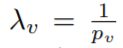 λ_v = 1/p_v